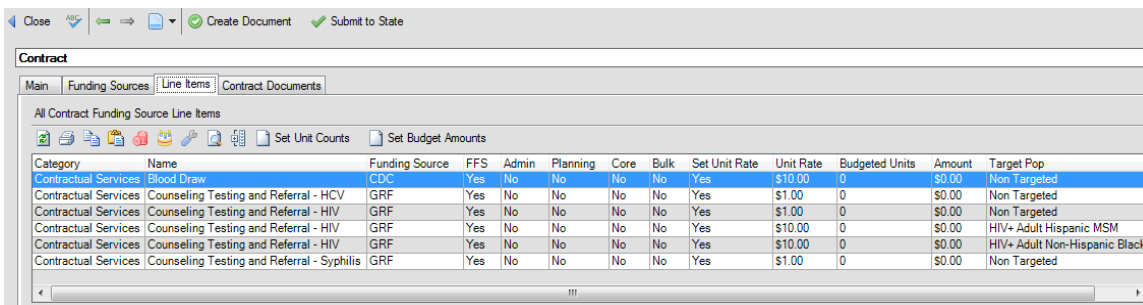 Close ABC Create Document Submit to State
Contract
Main Funding Sources Line Items Contract Documents
All Contract Funding Source Line Items
Set Unit Counts Set Budget Amounts
Category Name Funding Source FFS Admin Planning Core Bulk Set Unit Rate Unit Rate Budgeted Units Amount Target Pop
Contractual Services Blood Draw CDC Yes No No No No Yes $10.00 0 $0.00 Non Targeted
Contractual Services Counseling Testing and Referral - HCV GRF Yes No No No No Yes $1.00 0 $0.00 Non Targeted
Contractual Services Counseling Testing and Referral - HIV GRF Yes No No No No Yes $1.00 0 $0.00 Non Targeted
Contractual Services Counseling Testing and Referral - HIV GRF Yes No No No No Yes $10.00 0 $0.00 HIV+ Adult Hispanic MSM
Contractual Services Counseling Testing and Referral - HIV GRF Yes No No No No Yes $10.00 0 $0.00 HIV+ Adult Non-Hispanic Black
Contractual Services Counseling Testing and Referral - Syphilis GRF Yes No No No No Yes $1.00 0 $0.00 Non Targeted